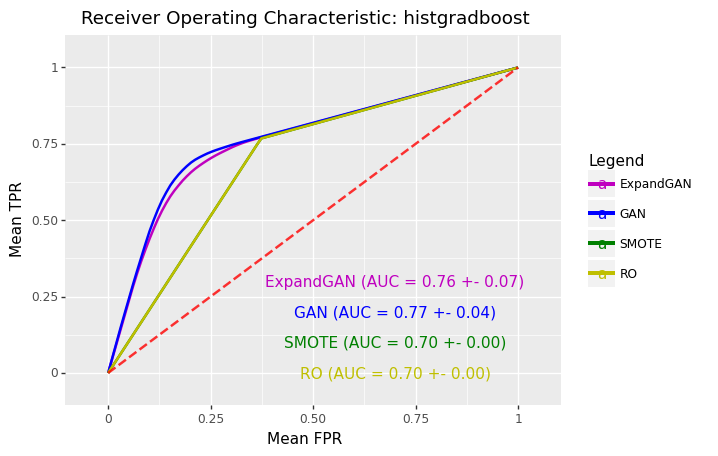 Receiver Operating Characteristic: histgradboost
1
0.75
0.50
0.25
0
Mean TPR
ExpandGAN (AUC = 0.76 +- 0.07)
GAN (AUC = 0.77 +- 0.04)
SMOTE (AUC = 0.70 +- 0.00)
RO (AUC = 0.70 +- 0.00)
0 0.25 0.50 0.75 1
Mean FPR
Legend
a ExpandGAN
a GAN
a SMOTE
a RO